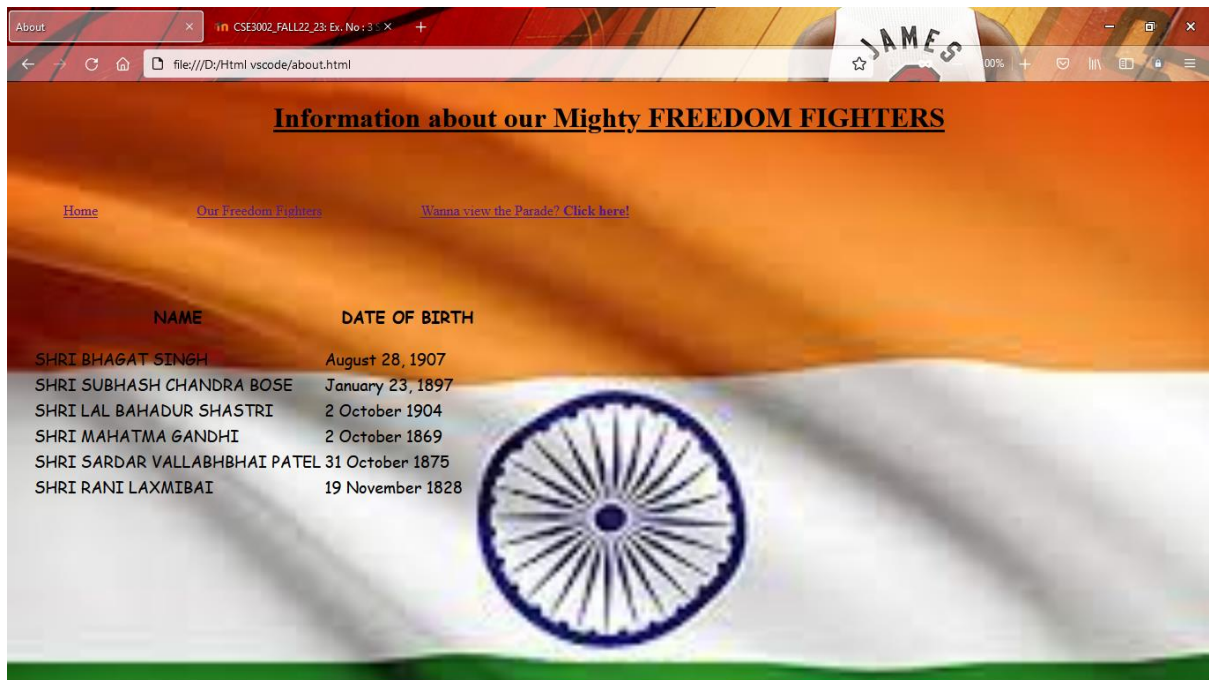 About
CSE3002_FALL22_23: Ex. No : 3
JAMES
file:///D:/Html vscode/about.html
Information about our Mighty FREEDOM FIGHTERS
Home Our Freedom Fighters Wanna view the Parade? Click here!
NAME DATE OF BIRTH
SHRI BHAGAT SINGH August 28, 1907
SHRI SUBHASH CHANDRA BOSE January 23, 1897
SHRI LAL BAHADUR SHASTRI 2 October 1904
SHRI MAHATMA GANDHI 2 October 1869
SHRI SARDAR VALLABHBHAI PATEL 31 October 1875
SHRI RANI LAXMIBAI 19 November 1828